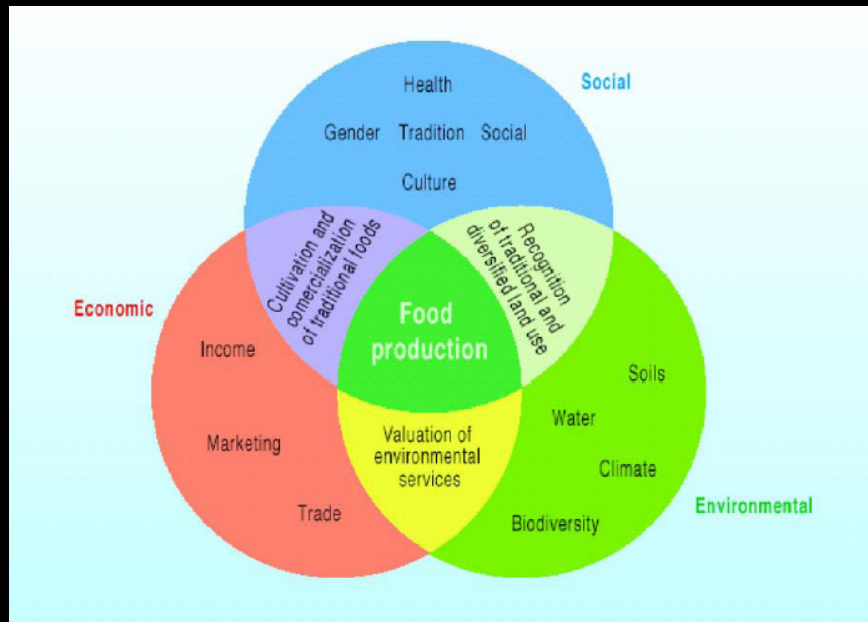 Health
Social
Gender Tradition Social
Culture
Cultivation and
comercialization
of traditional foods
Recognition
of traditional and
diversified land use
Economic
Food
production
Income
Marketing
Trade
Valuation of
environmental
services
Soils
Water
Climate
Biodiversity
Environmental